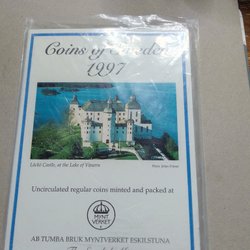 Coins of Sweden
1997
Läckö Castle, at the Lake of Vänern
Uncirculated regular coins minted and packed at
MYNT
VERKET
AB TUMBA BRUK MYNTVERKET ESKILSTUNA